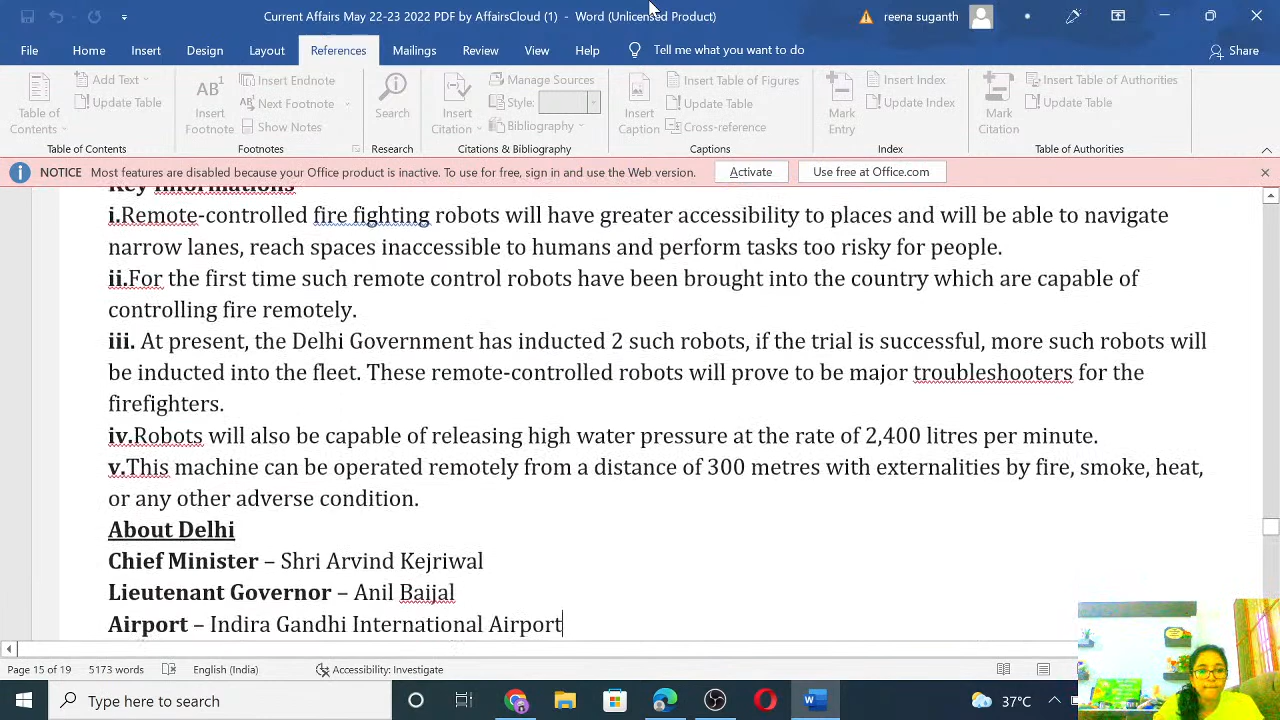 Current Affairs May 22-23 2022 PDF by AffairsCloud (1) - Word (Unlicensed Product)
reena suganth
File Home Insert Design Layout References Mailings Review View Help Tell me what you want to do Share
Table of Contents
Add Text
Update Table
Table of Contents
AB1
Insert Footnote
Insert Endnote
Next Footnote
Show Notes
Footnotes
Search
Research
Insert Citation
Manage Sources
Style:
Bibliography
Citations & Bibliography
Insert Caption
Insert Table of Figures
Update Table
Cross-reference
Captions
Mark Entry
Insert Index
Update Index
Index
Mark Citation
Insert Table of Authorities
Update Table
Table of Authorities
NOTICE Most features are disabled because your Office product is inactive. To use for free, sign in and use the Web version. Activate Use free at Office.com
Key Informations
i.Remote-controlled fire fighting robots will have greater accessibility to places and will be able to navigate
narrow lanes, reach spaces inaccessible to humans and perform tasks too risky for people.
ii.For the first time such remote control robots have been brought into the country which are capable of
controlling fire remotely.
iii. At present, the Delhi Government has inducted 2 such robots, if the trial is successful, more such robots will
be inducted into the fleet. These remote-controlled robots will prove to be major troubleshooters for the
firefighters.
iv.Robots will also be capable of releasing high water pressure at the rate of 2,400 litres per minute.
v.This machine can be operated remotely from a distance of 300 metres with externalities by fire, smoke, heat,
or any other adverse condition.
About Delhi
Chief Minister – Shri Arvind Kejriwal
Lieutenant Governor – Anil Baijal
Airport – Indira Gandhi International Airport
Page 15 of 19 5173 words English (India) Accessibility: Investigate
Type here to search
37°C